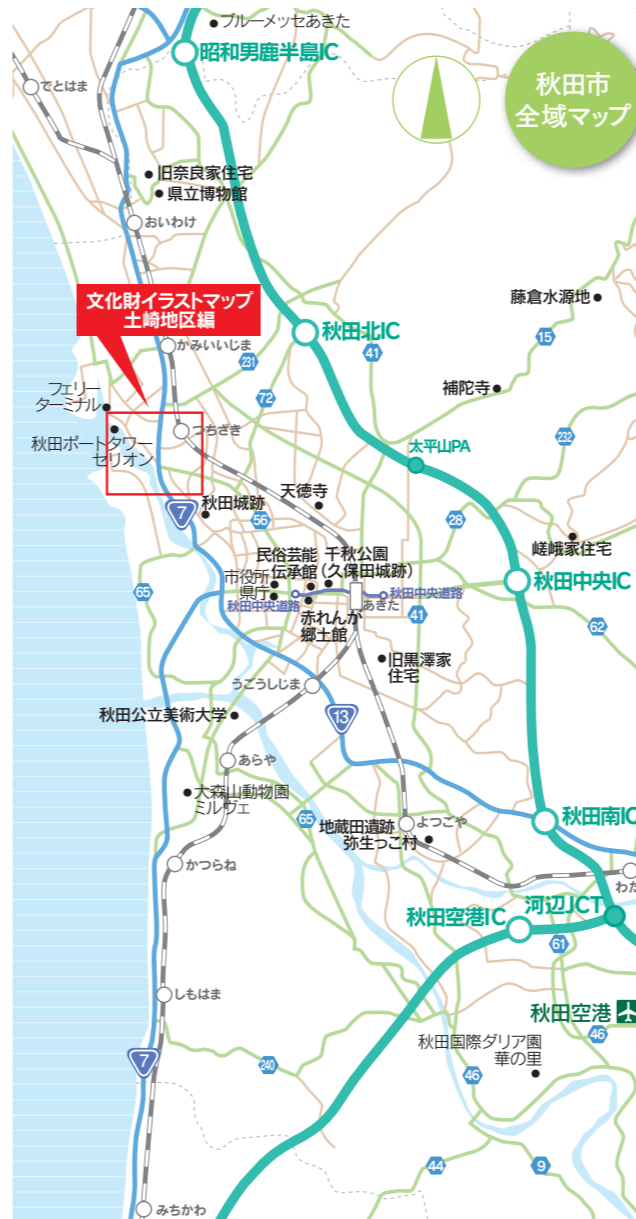 ブルーメッセあきた
昭和男鹿半島IC
秋田市
全域マップ
でとはま
旧奈良家住宅
県立博物館
おいわけ
文化財イラストマップ
土崎地区編
藤倉水源地
秋田北IC
15
かみいいじま
41
231
補陀寺
72
フェリー
ターミナル
つちざき
232
秋田ポートタワー
セリオン
太平山PA
天徳寺
7
秋田城跡
56
28
嵯峨家住宅
民俗芸能
伝承館
千秋公園
(久保田城跡)
市役所
県庁
秋田中央IC
65
秋田中央道路
秋田中央道路
あきた
赤れんが
郷土館
41
62
旧黒澤家
住宅
うごうしじま
秋田公立美術大学
13
あらや
大森山動物園
ミルヴェ
65
地蔵田遺跡
弥生っこ村
よつごや
秋田南IC
かつらね
わだ
秋田空港IC
河辺JCT
61
しもはま
秋田空港
46
秋田国際ダリア園
華の里
7
240
46
44
9
みちかわ